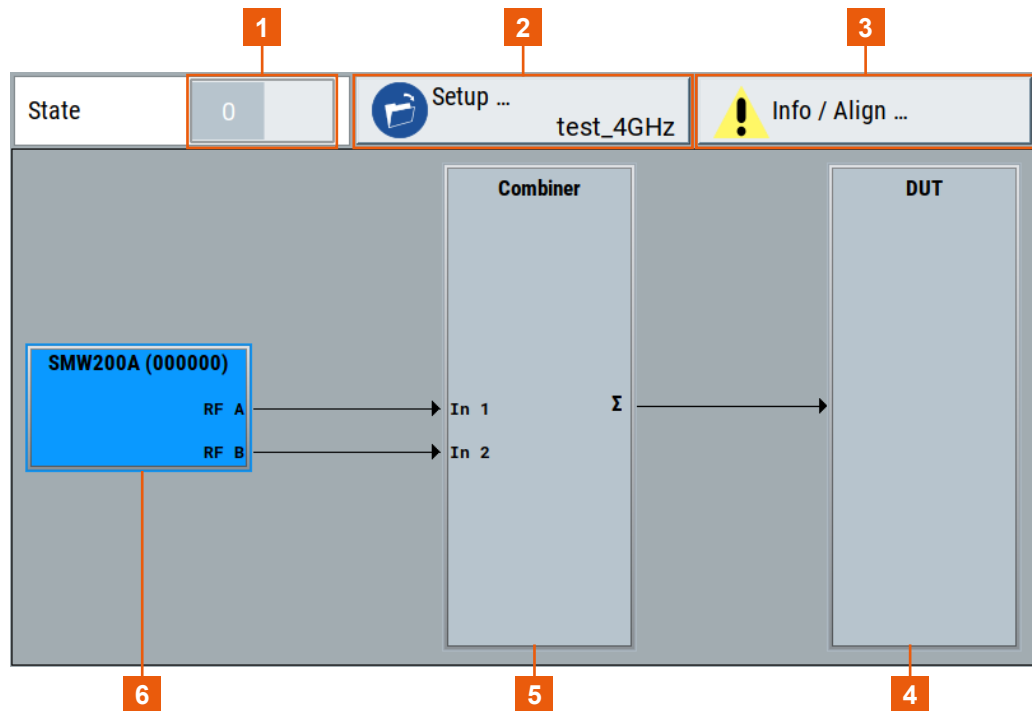 1 2 3
State 0 Setup ... Info / Align ...
test_4GHz
Combiner DUT
SMW200A (000000)
RF A In 1 Σ
RF B In 2
6 5 4